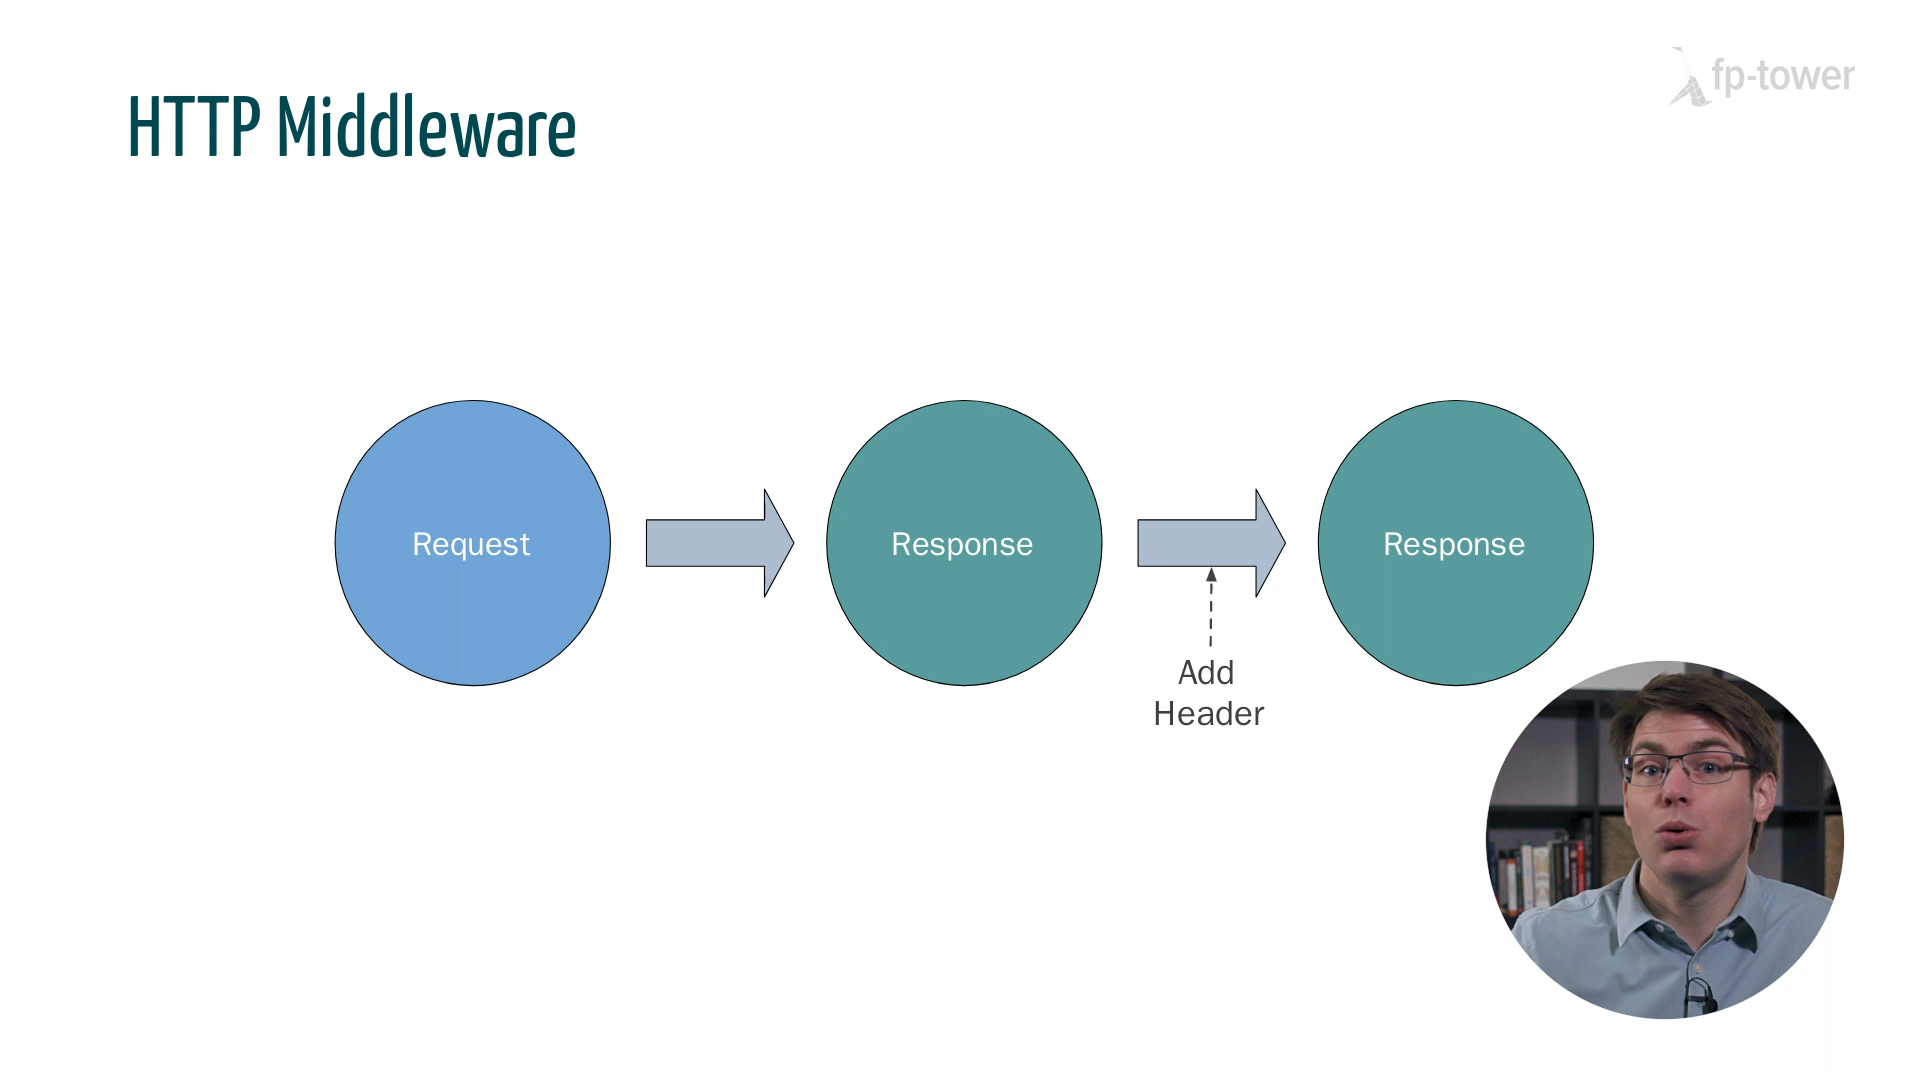 fp-tower
HTTP Middleware
Request
Response
Response
Add
Header